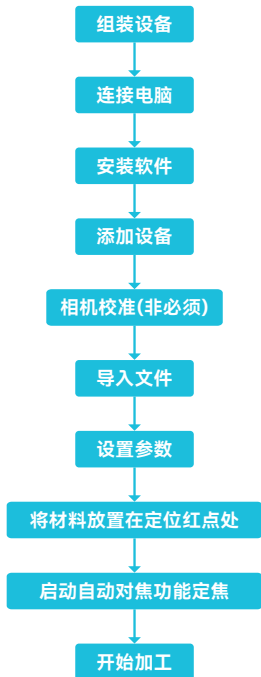 组装设备
连接电脑
安装软件
添加设备
相机校准(非必须)
导入文件
设置参数
将材料放置在定位红点处
启动自动对焦功能定焦
开始加工